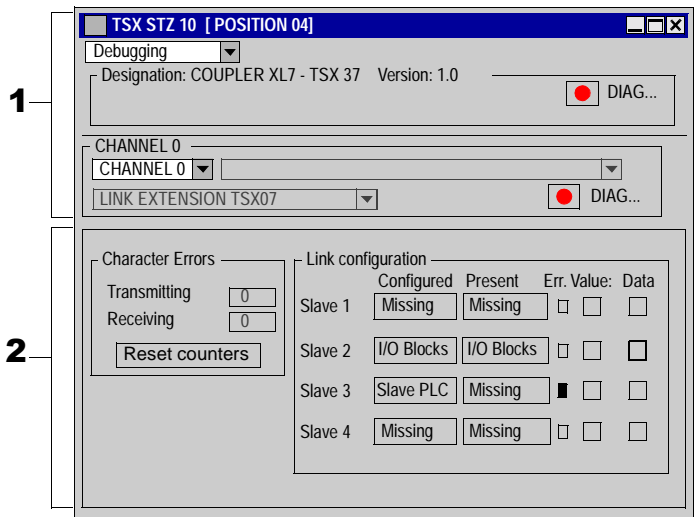 TSX STZ 10 [ POSITION 04]
Debugging
Designation: COUPLER XL7 - TSX 37 Version: 1.0
DIAG...
1
CHANNEL 0
CHANNEL 0
LINK EXTENSION TSX07
DIAG...
2
Character Errors
Transmitting 0
Receiving 0
Reset counters
Link configuration
Configured Present Err. Value: Data
Slave 1 Missing Missing
Slave 2 I/O Blocks I/O Blocks
Slave 3 Slave PLC Missing
Slave 4 Missing Missing